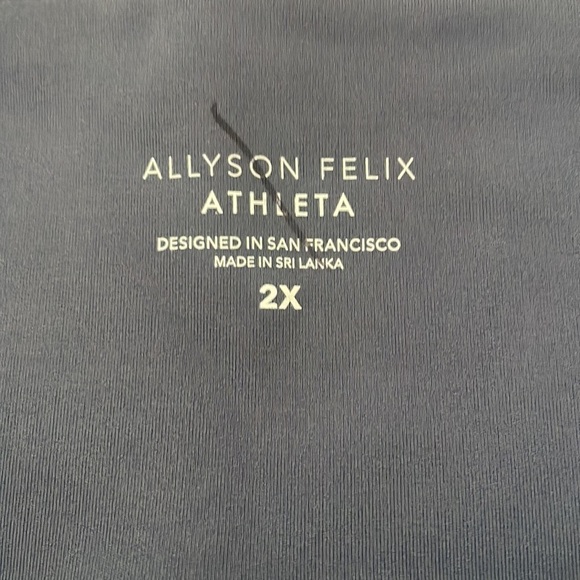 ALLYSON FELIX
ATHLETA
DESIGNED IN SAN FRANCISCO
MADE IN SRI LANKA
2X